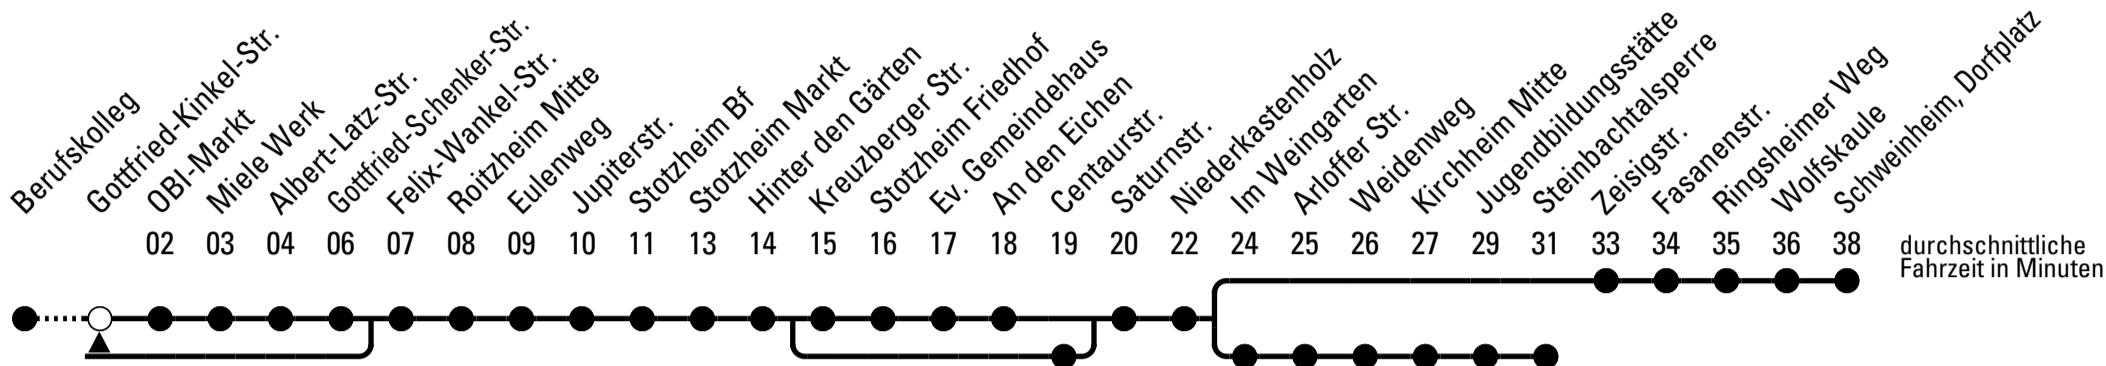 Berufskolleg
Gottfried-Kinkel-Str.
OBI-Markt
Miele Werk
Albert-Latz-Str.
Gottfried-Schenker-Str.
Felix-Wankel-Str.
Roitzheim Mitte
Eulenweg
Jupiterstr.
Stotzheim Bf
Stotzheim Markt
Hinter den Gärten
Kreuzberger Str.
Stotzheim Friedhof
Ev. Gemeindehaus
An den Eichen
Centaurstr.
Saturnstr.
Niederkastenholz
Im Weingarten
Arloffer Str.
Weidenweg
Kirchheim Mitte
Jugendbildungsstätte
Steinbachtalsperre
Zeisigstr.
Fasanenstr.
Ringsheimer Weg
Wolfskaule
Schweinheim, Dorfplatz
02 03 04 06 07 08 09 10 11 13 14 15 16 17 18 19 20 22 24 25 26 27 29 31 33 34 35 36 38
durchschnittliche
Fahrzeit in Minuten